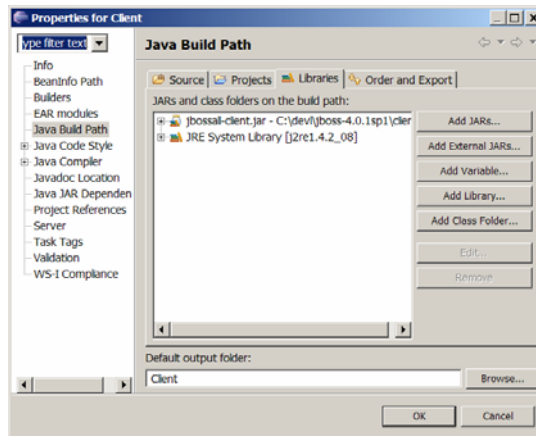 Properties for Client
ype filter text
Java Build Path
Info
BeanInfo Path
Builders
EAR modules
Java Build Path
Java Code Style
Java Compiler
Javadoc Location
Java JAR Dependen
Project References
Server
Task Tags
Validation
WS-I Compliance
Source Projects Libraries Order and Export
JARs and class folders on the build path:
jbossall-client.jar - C:\devl\jboss-4.0.1sp1\clier
JRE System Library [j2re1.4.2_08]
Add JARs...
Add External JARs...
Add Variable...
Add Library...
Add Class Folder...
Edit...
Remove
Default output folder:
Client
Browse...
OK Cancel